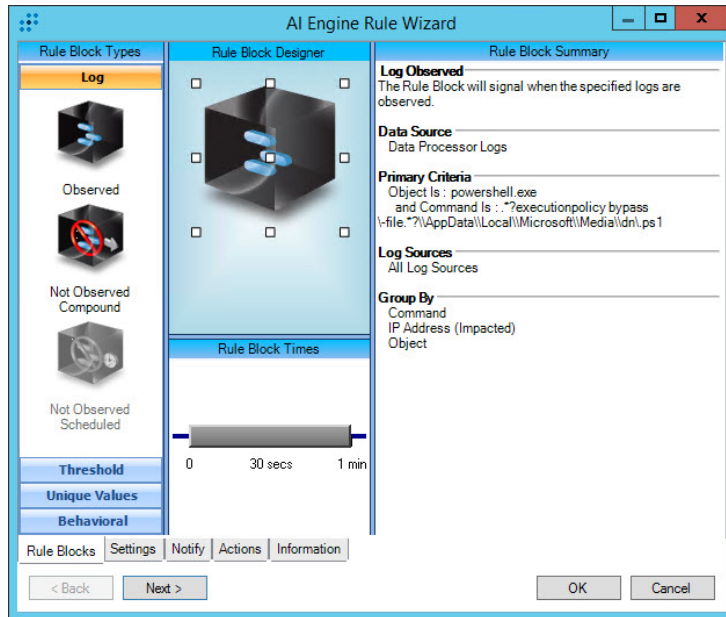 AI Engine Rule Wizard
Rule Block Types
Log
Observed
Not Observed
Compound
Not Observed
Scheduled
Threshold
Unique Values
Behavioral
Rule Block Designer
Rule Block Times
0 30 secs 1 min
Rule Block Summary
Log Observed
The Rule Block will signal when the specified logs are
observed.
Data Source
Data Processor Logs
Primary Criteria
Object Is : powershell.exe
and Command Is : .*?executionpolicy bypass
\-file.*?\\AppData\\Local\\Microsoft\\Media\\dn\.ps1
Log Sources
All Log Sources
Group By
Command
IP Address (Impacted)
Object
Rule Blocks Settings Notify Actions Information
< Back Next > OK Cancel